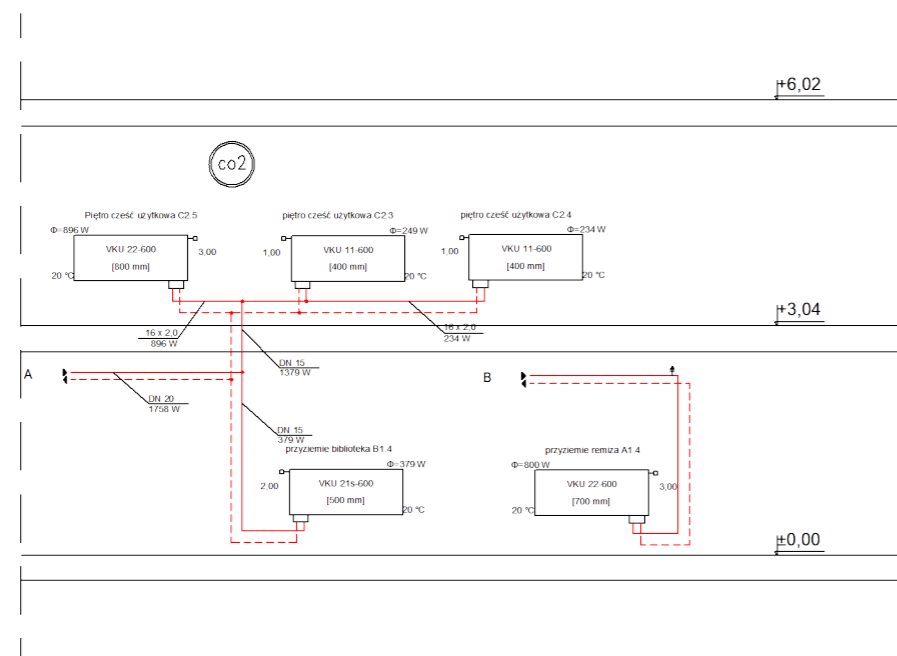 +6,02
co2
Piętro cześć użytkowa C2.5
piętro cześć użytkowa C2.3
piętro cześć użytkowa C2.4
Φ=896 W
Φ=249 W
Φ=234 W
VKU 22-600
3,00
1,00
VKU 11-600
1,00
VKU 11-600
[800 mm]
[400 mm]
[400 mm]
20 °C
20 °C
20 °C
+3,04
16 x 2,0
896 W
16 x 2,0
234 W
DN 15
1379 W
A
B
DN 20
1758 W
DN 15
379 W
przyziemie biblioteka B1.4
przyziemie remiza A1.4
Φ=379 W
Φ=800 W
2,00
VKU 21s-600
VKU 22-600
3,00
[500 mm]
[700 mm]
20 °C
20 °C
±0,00